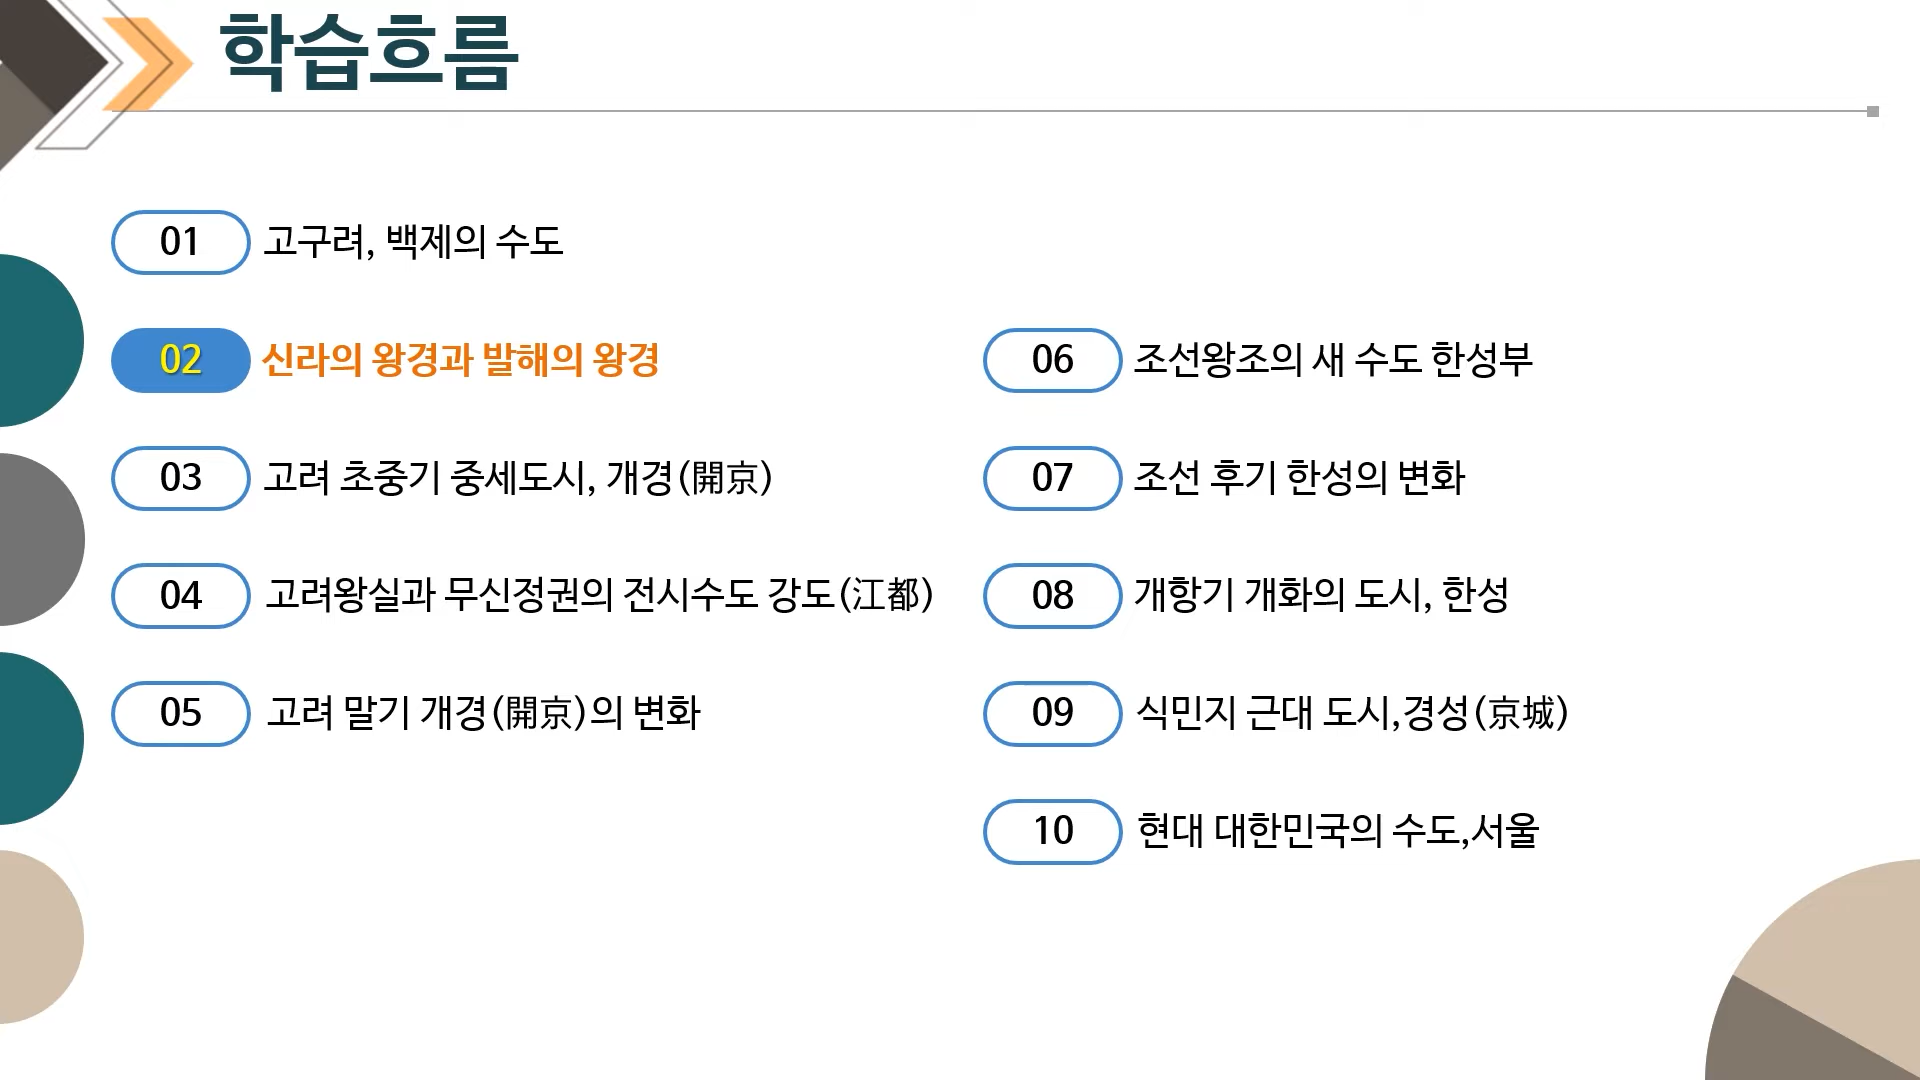 학습흐름
01 고구려, 백제의 수도
02 신라의 왕경과 발해의 왕경
03 고려 초중기 중세도시, 개경(開京)
04 고려왕실과 무신정권의 전시수도 강도(江都)
05 고려 말기 개경(開京)의 변화
06 조선왕조의 새 수도 한성부
07 조선 후기 한성의 변화
08 개항기 개화의 도시, 한성
09 식민지 근대 도시,경성(京城)
10 현대 대한민국의 수도,서울